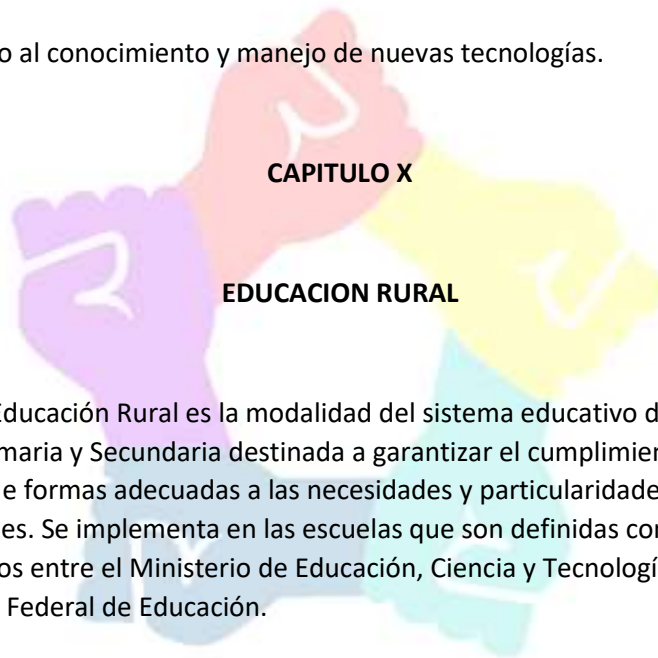 o al conocimiento y manejo de nuevas tecnologías.
CAPITULO X
EDUCACION RURAL
Educación Rural es la modalidad del sistema educativo d
maria y Secundaria destinada a garantizar el cumplimien
e formas adecuadas a las necesidades y particularidade
es. Se implementa en las escuelas que son definidas con
os entre el Ministerio de Educación, Ciencia y Tecnologí
Federal de Educación.